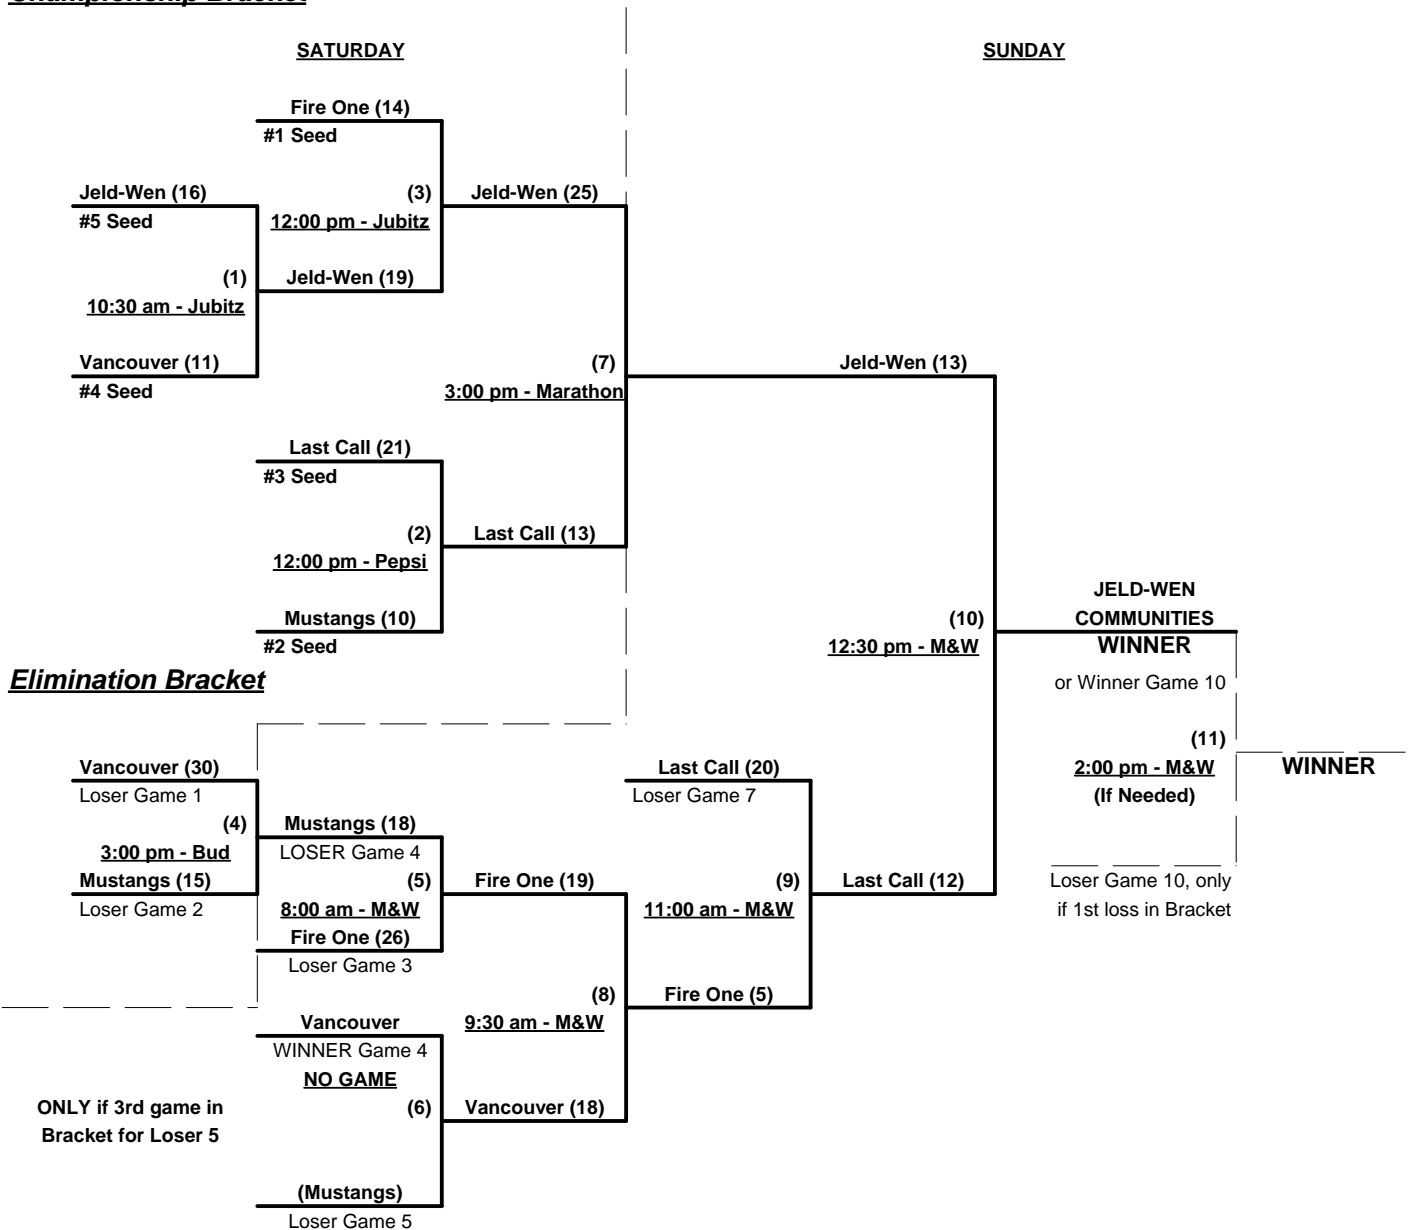 Championship Bracket
SATURDAY
SUNDAY
Fire One (14)
#1 Seed
Jeld-Wen (16)
(3)
Jeld-Wen (25)
#5 Seed
12:00 pm - Jubitz
(1)
Jeld-Wen (19)
10:30 am - Jubitz
Vancouver (11)
(7)
Jeld-Wen (13)
#4 Seed
3:00 pm - Marathon
Last Call (21)
#3 Seed
(2)
Last Call (13)
12:00 pm - Pepsi
JELD-WEN
Mustangs (10)
(10)
COMMUNITIES
#2 Seed
12:30 pm - M&W
WINNER
Elimination Bracket
or Winner Game 10
(11)
Vancouver (30)
Last Call (20)
2:00 pm - M&W
WINNER
Loser Game 1
Loser Game 7
(If Needed)
(4)
Mustangs (18)
3:00 pm - Bud
LOSER Game 4
Mustangs (15)
(5)
Fire One (19)
(9)
Last Call (12)
Loser Game 10, only
Loser Game 2
8:00 am - M&W
11:00 am - M&W
if 1st loss in Bracket
Fire One (26)
Loser Game 3
(8)
Fire One (5)
Vancouver
9:30 am - M&W
WINNER Game 4
NO GAME
ONLY if 3rd game in
(6)
Vancouver (18)
Bracket for Loser 5
(Mustangs)
Loser Game 5